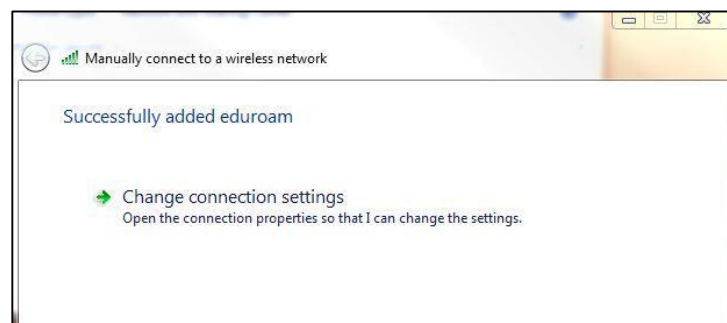 Manually connect to a wireless network
Successfully added eduroam
Change connection settings
Open the connection properties so that I can change the settings.